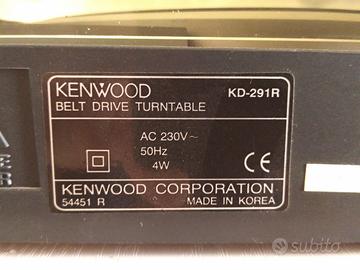 KENWOOD KD-291R
BELT DRIVE TURNTABLE
AC 230V~
50Hz
4W
CE
KENWOOD CORPORATION
54451 R MADE IN KOREA
A
E
R
subito